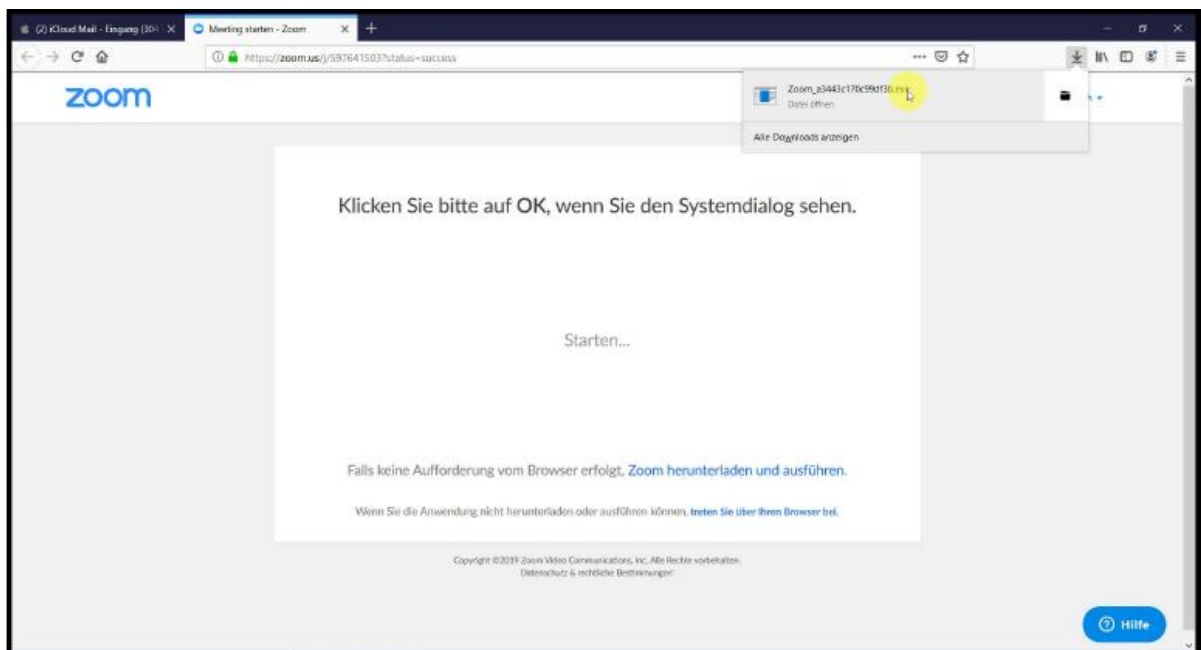 (2) iCloud Mail - Eingang (30
Meeting starten - Zoom
https://zoom.us/j/597641503?status=success
zoom
Zoom_a3443c170c99df3b.exe
Datei öffnen
Alle Downloads anzeigen
Klicken Sie bitte auf OK, wenn Sie den Systemdialog sehen.
Starten...
Falls keine Aufforderung vom Browser erfolgt, Zoom herunterladen und ausführen.
Wenn Sie die Anwendung nicht herunterladen oder ausführen können, treten Sie über Ihren Browser bei.
Copyright ©2019 Zoom Video Communications, Inc. Alle Rechte vorbehalten.
Datenschutz & rechtliche Bestimmungen
Hilfe